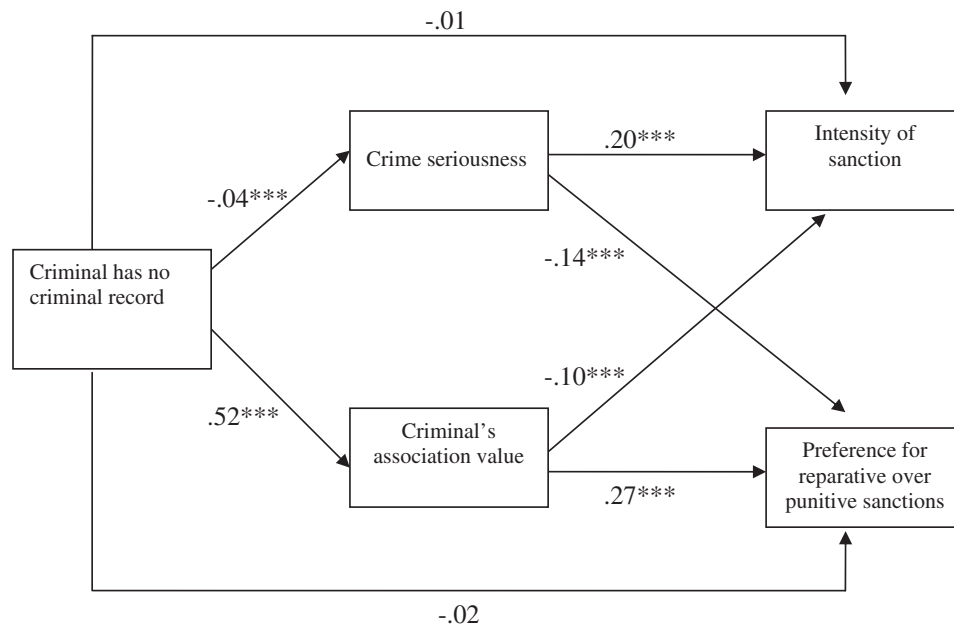 -.01
Crime seriousness
.20***
Intensity of
sanction
-.04***
Criminal has no
criminal record
-.14***
-.10***
.52***
Criminal's
association value
.27***
Preference for
reparative over
punitive sanctions
-.02